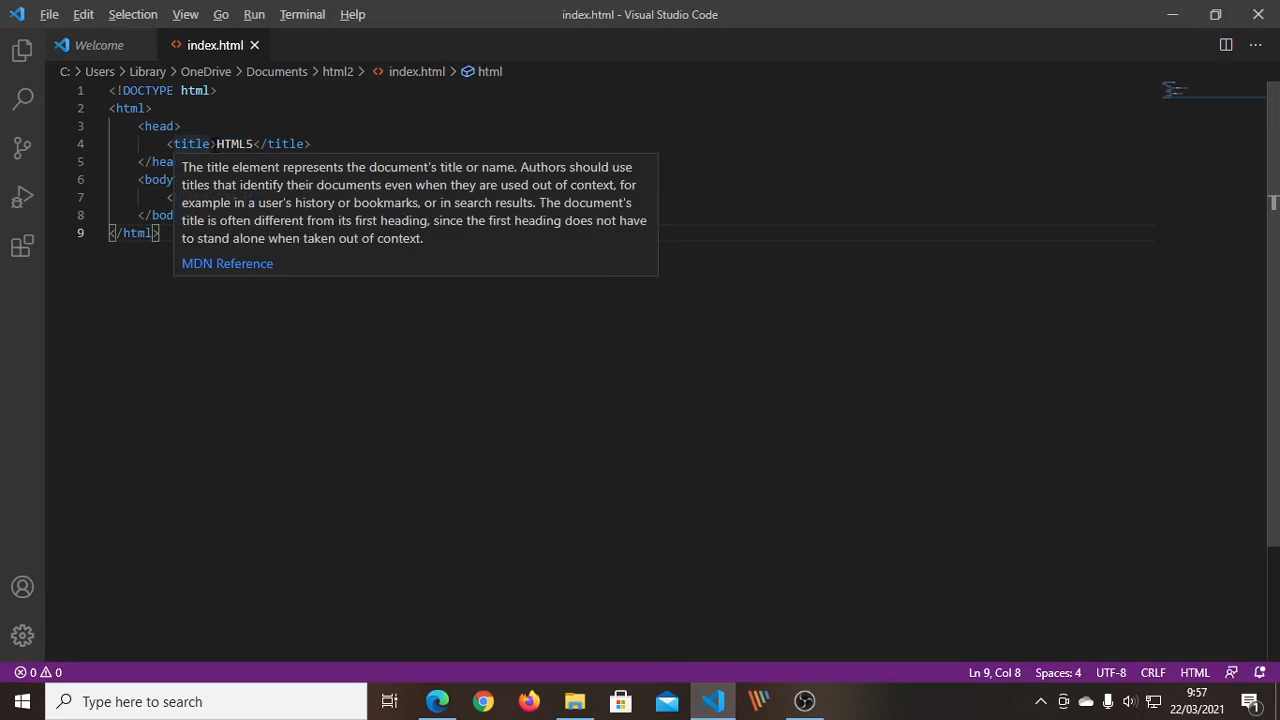 File Edit Selection View Go Run Terminal Help index.html - Visual Studio Code
Welcome index.html
C: > Users > Library > OneDrive > Documents > html2 > index.html > html
1 <!DOCTYPE html>
2 <html>
3 <head>
4 <title>HTML5</title>
5 </hea
6 <body
7 <
8 </bod
9 </html>
The title element represents the document's title or name. Authors should use
titles that identify their documents even when they are used out of context, for
example in a user's history or bookmarks, or in search results. The document's
title is often different from its first heading, since the first heading does not have
to stand alone when taken out of context.
MDN Reference
0 0 Ln 9, Col 8 Spaces: 4 UTF-8 CRLF HTML
Type here to search
9:57
22/03/2021
1